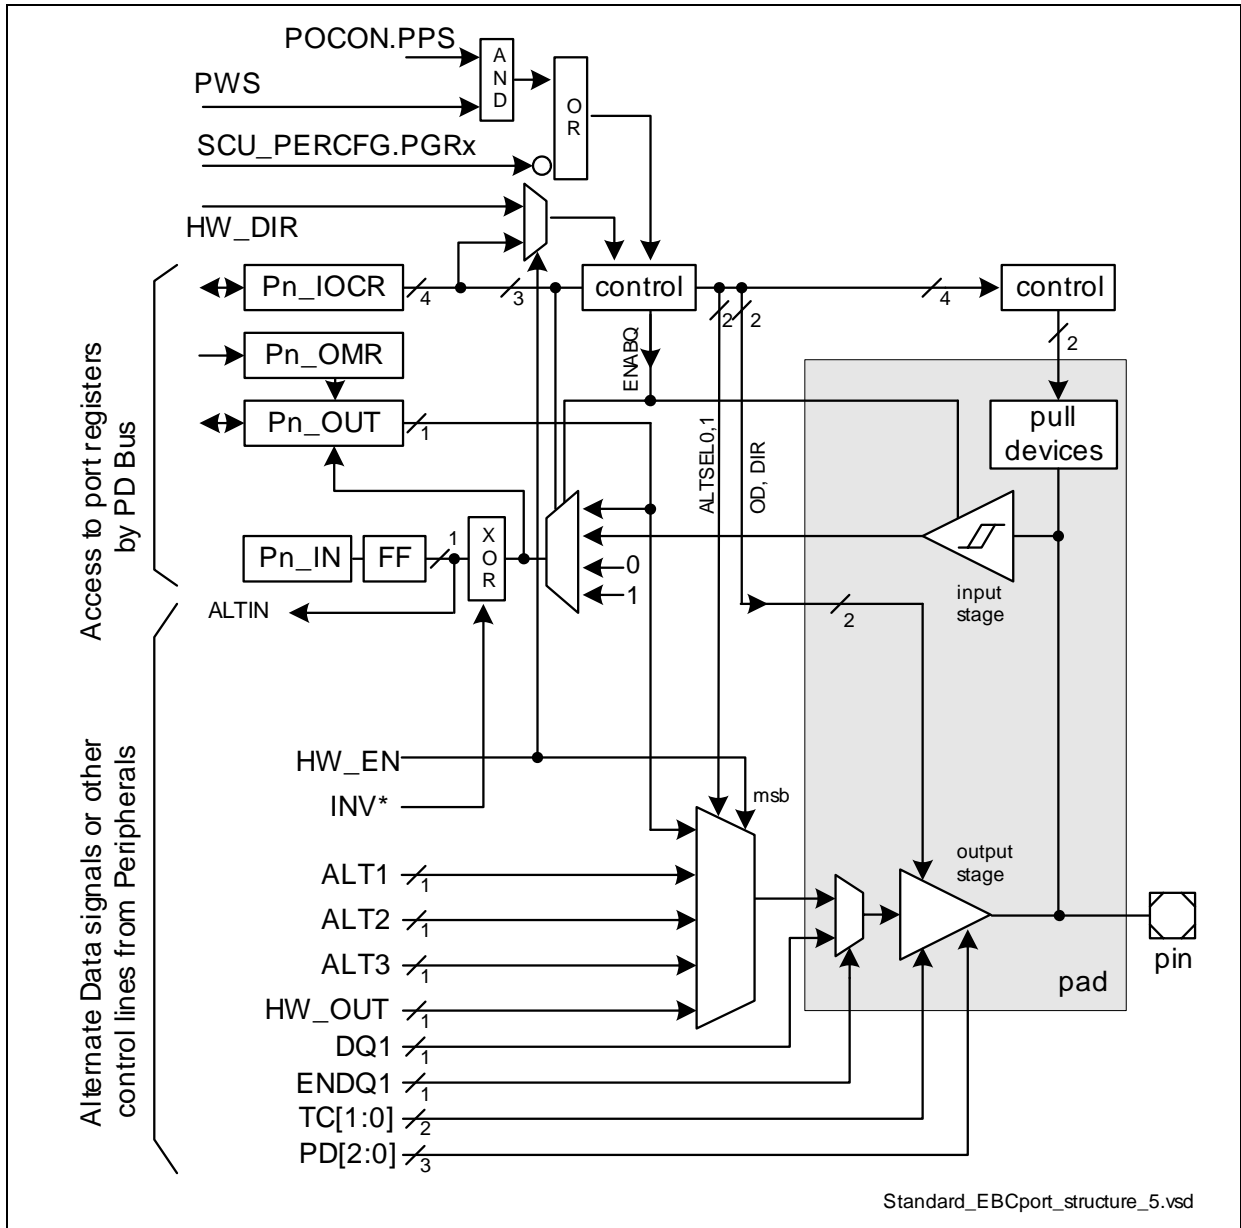 POCON.PPS
A
N
D
PWS
O
R
SCU_PERCFG.PGRx
HW_DIR
Pn_IOCR
4
3
control
2
2
4
control
Pn_OMR
ENABQ
2
Pn_OUT
1
ALTSEL0,1
OD, DIR
pull
devices
Access to port registers
by PD Bus
Pn_IN
FF
1
X
O
R
0
1
input
stage
ALTIN
2
HW_EN
INV*
msb
Alternate Data signals or other
control lines from Peripherals
ALT1
1
output
stage
ALT2
1
ALT3
1
HW_OUT
1
pad
pin
DQ1
1
ENDQ1
1
TC[1:0]
2
PD[2:0]
3
Standard_EBCport_structure_5.vsd